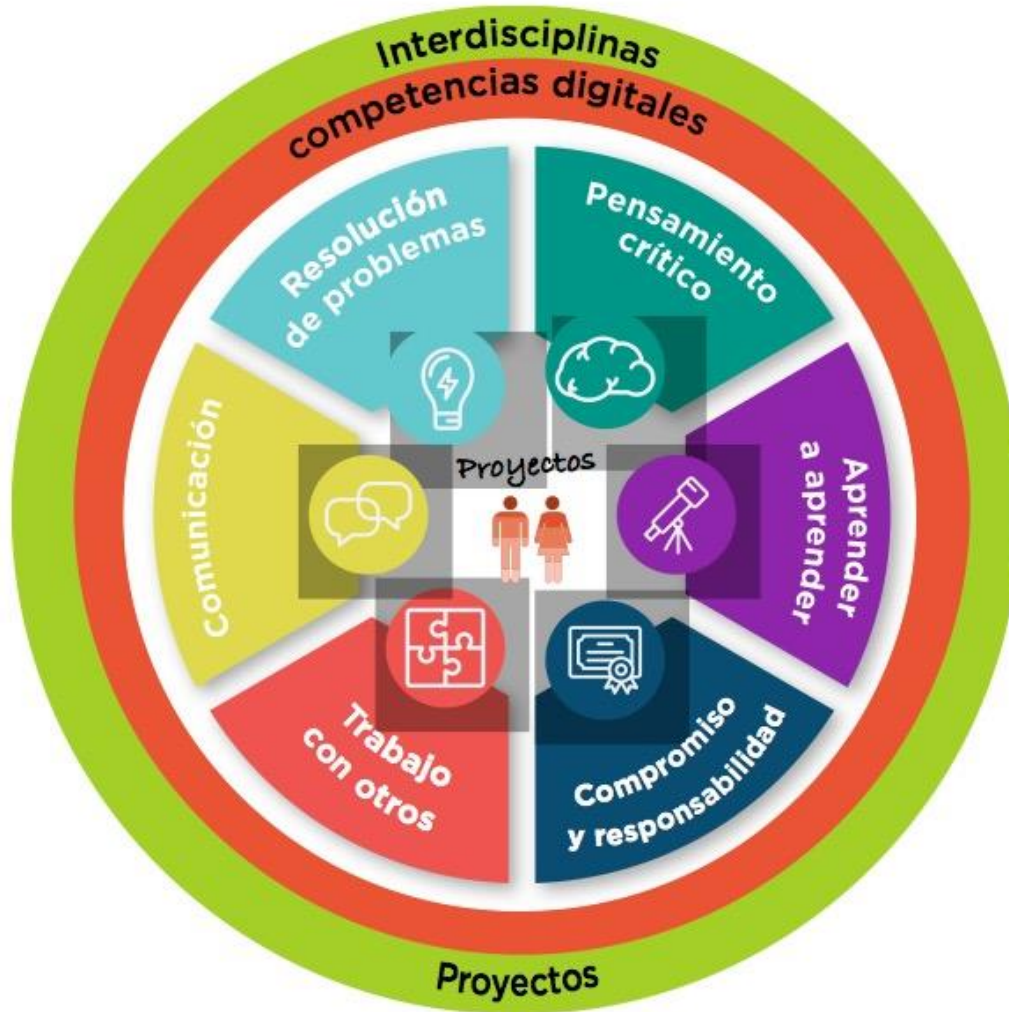 Interdisciplinas
competencias digitales
Resolución
de problemas
Pensamiento
crítico
Comunicación
Proyectos
Aprender
a aprender
Trabajo
con otros
Compromiso
y responsabilidad
Proyectos